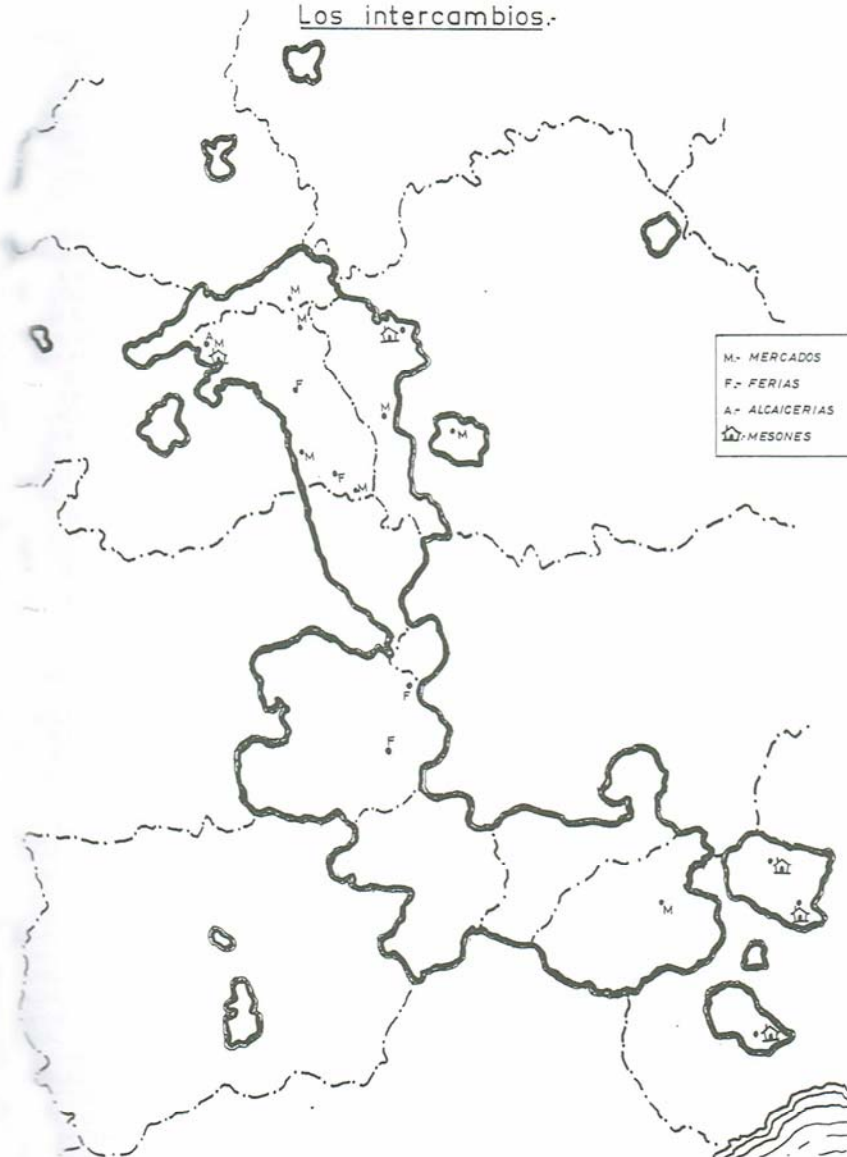 Los intercambios.-
M
M
A M
F
M
M
M
F
M
M.- MERCADOS
F.- FERIAS
A.- ALCAICERIAS
.-MESONES
F
F
M